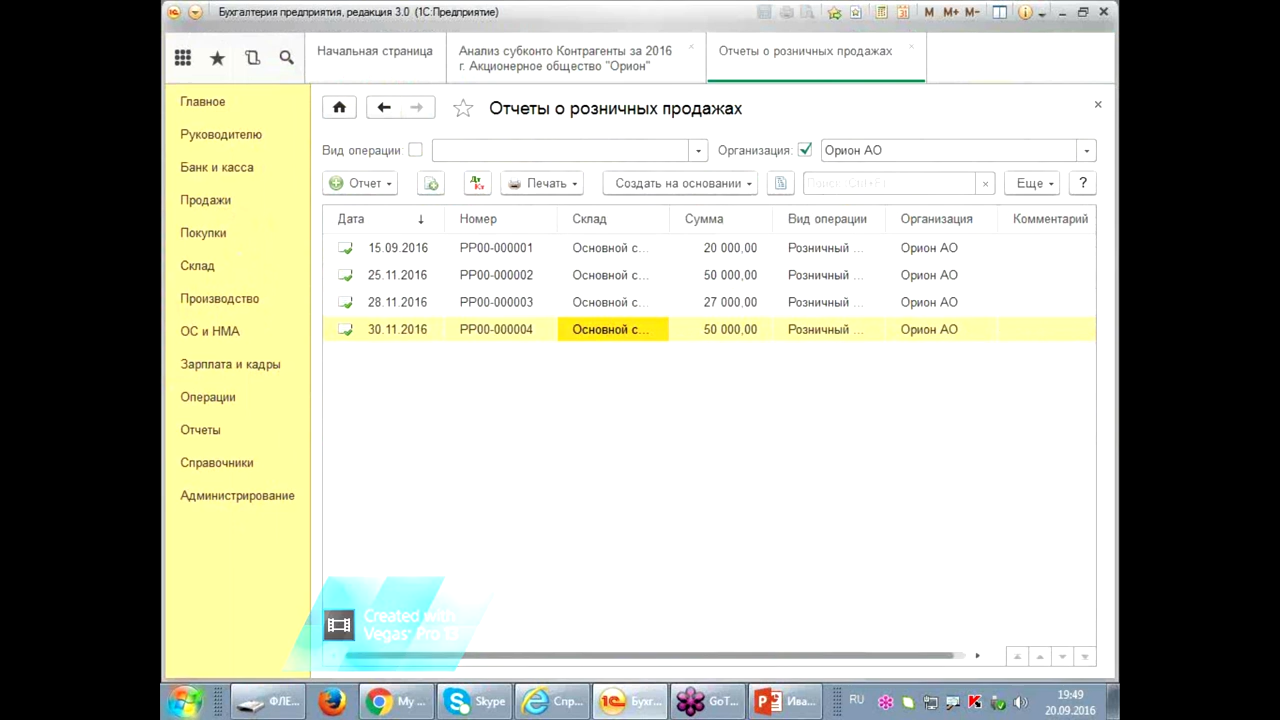 Бухгалтерия предприятия, редакция 3.0 (1С:Предприятие)
M M+ M-
Начальная страница
Анализ субконто Контрагенты за 2016
г. Акционерное общество "Орион"
Отчеты о розничных продажах
Главное
Руководителю
Банк и касса
Продажи
Покупки
Склад
Производство
ОС и НМА
Зарплата и кадры
Операции
Отчеты
Справочники
Администрирование
Отчеты о розничных продажах
Вид операции: Организация: Орион АО
Отчет Дт Кт Печать Создать на основании Поиск (Ctrl+F) Еще ?
Дата Номер Склад Сумма Вид операции Организация Комментарий
15.09.2016 РР00-000001 Основной с... 20 000,00 Розничный ... Орион АО
25.11.2016 РР00-000002 Основной с... 50 000,00 Розничный ... Орион АО
28.11.2016 РР00-000003 Основной с... 27 000,00 Розничный ... Орион АО
30.11.2016 РР00-000004 Основной с... 50 000,00 Розничный ... Орион АО
Created with
Vegas Pro 13
ФЛЕ... My ... Skype Спр... Бухг... GoT... Ива... RU
19:49
20.09.2016